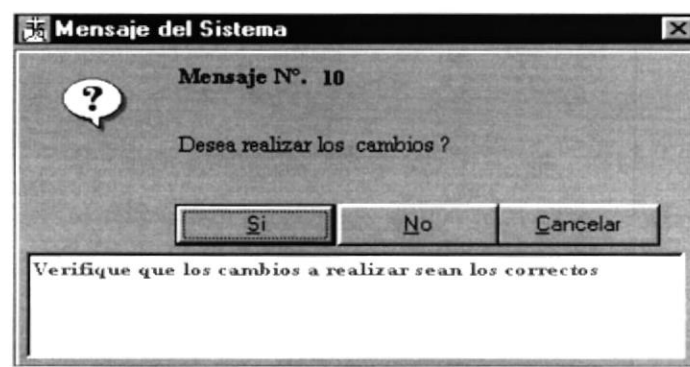 Mensaje del Sistema
Mensaje Nº. 10
Desea realizar los cambios ?
Si No Cancelar
Verifique que los cambios a realizar sean los correctos